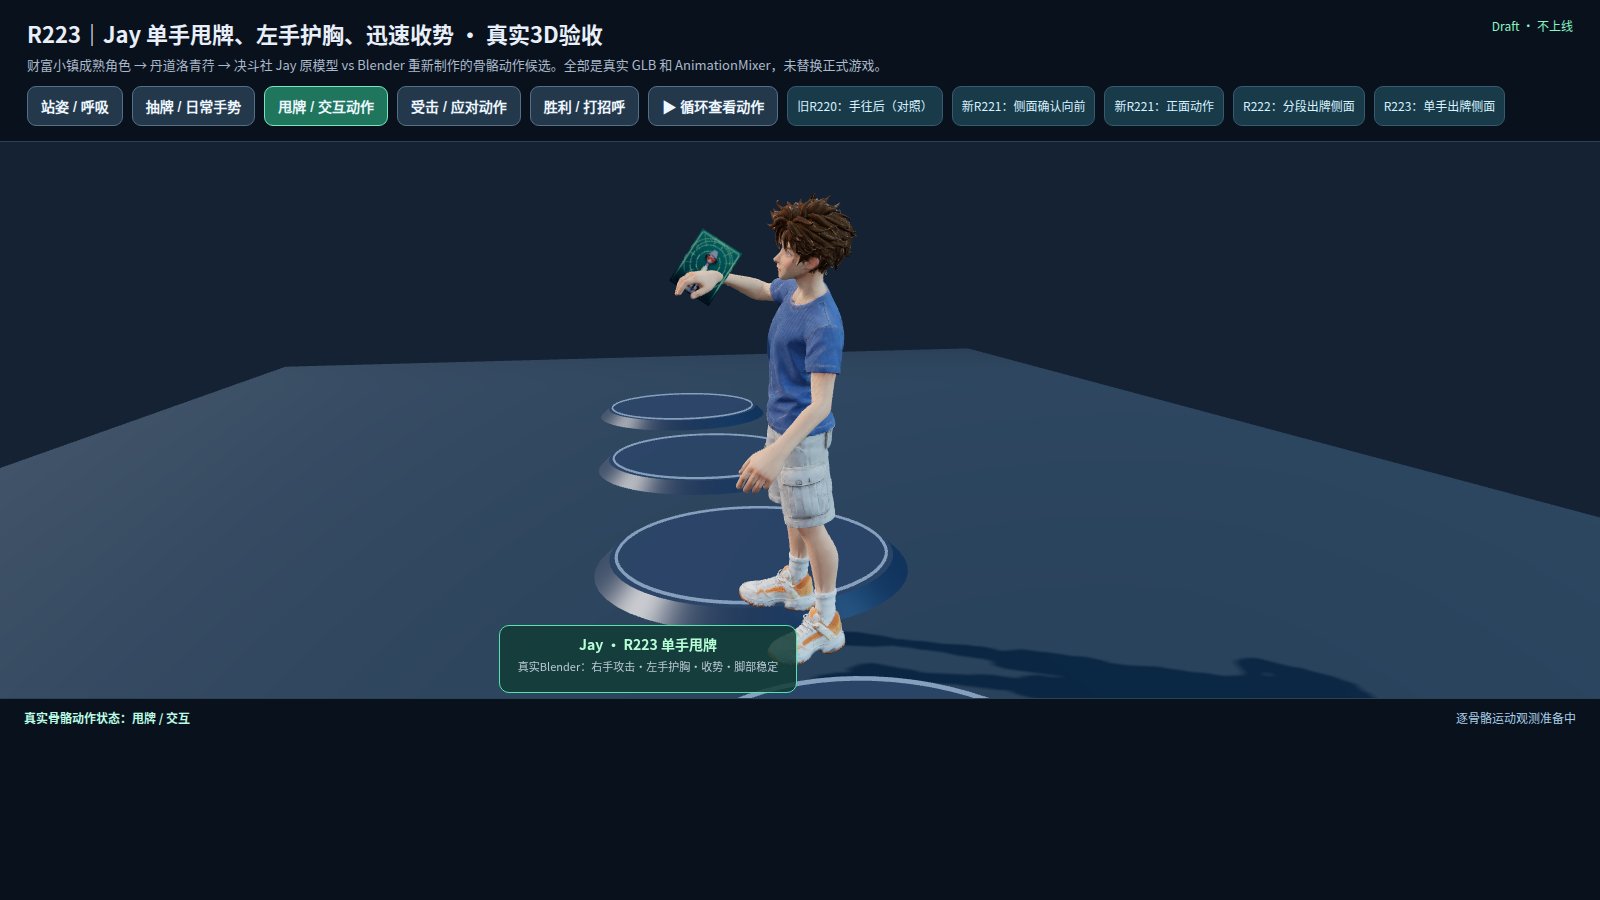 R223｜Jay 单手甩牌、左手护胸、迅速收势 · 真实3D验收
Draft · 不上线
财富小镇成熟角色 → 丹道洛青荇 → 决斗社 Jay 原模型 vs Blender 重新制作的骨骼动作候选。全部是真实 GLB 和 AnimationMixer，未替换正式游戏。
站姿 / 呼吸
抽牌 / 日常手势
甩牌 / 交互动作
受击 / 应对动作
胜利 / 打招呼
▶ 循环查看动作
旧R220：手往后（对照）
新R221：侧面确认向前
新R221：正面动作
R222：分段出牌侧面
R223：单手出牌侧面
Jay · R223 单手甩牌
真实Blender：右手攻击·左手护胸·收势·脚部稳定
真实骨骼动作状态：甩牌 / 交互
逐骨骼运动观测准备中